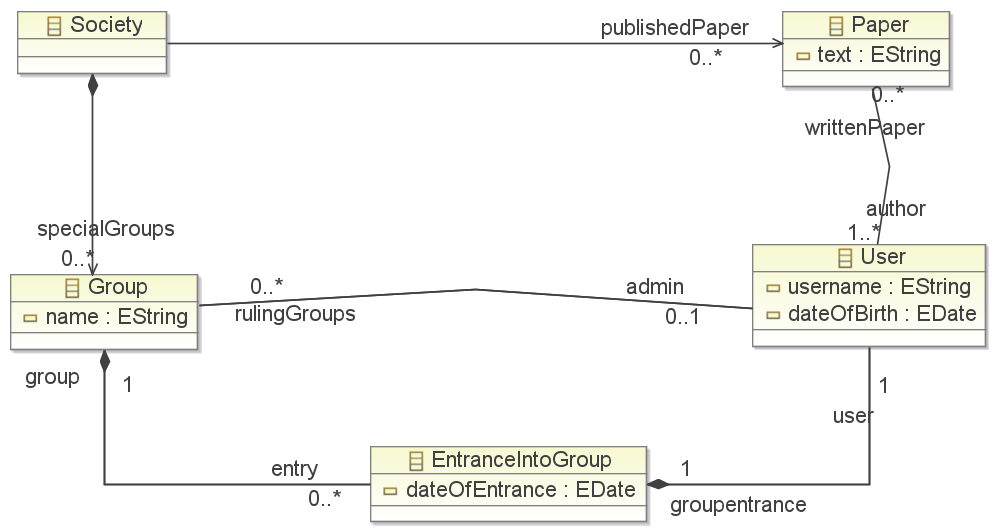 Society
publishedPaper
0..*
Paper
text : EString
0..*
writtenPaper
author
1..*
specialGroups
0..*
Group
name : EString
0..*
rulingGroups
admin
0..1
User
username : EString
dateOfBirth : EDate
group
1
1
user
entry
0..*
EntranceIntoGroup
dateOfEntrance : EDate
1
groupentrance